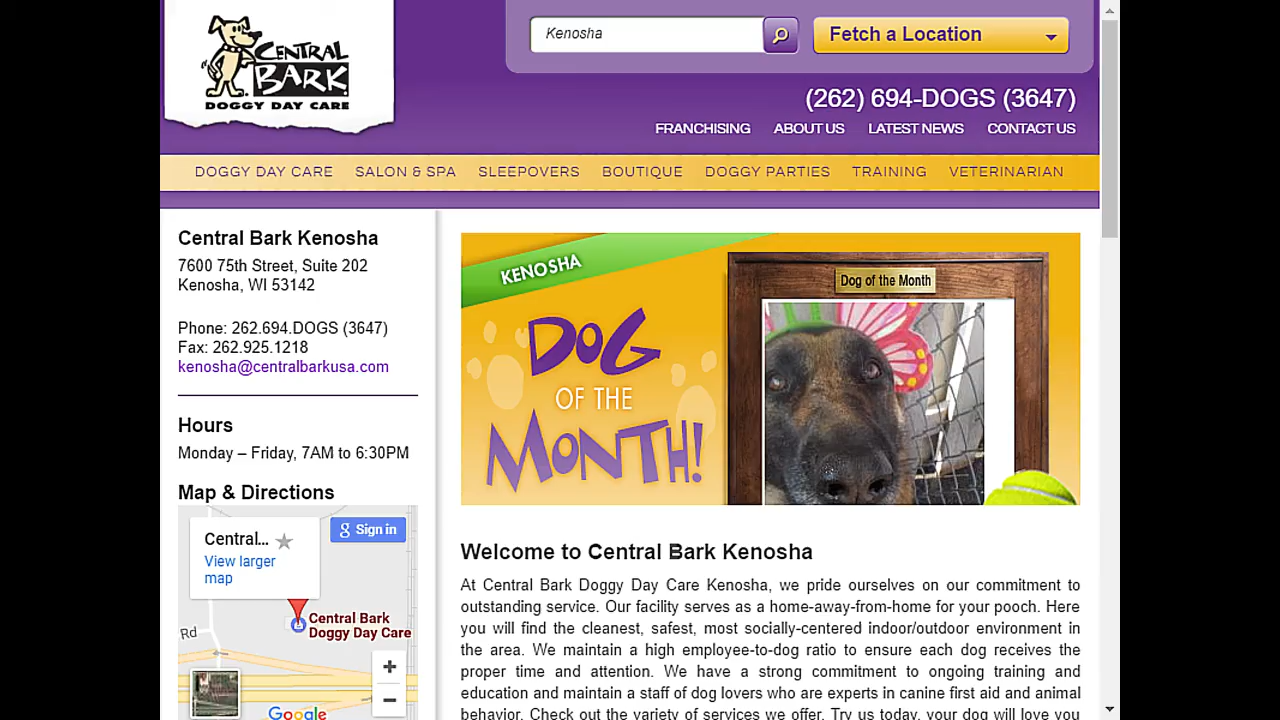 CENTRAL
BARK
DOGGY DAY CARE
Kenosha
Fetch a Location
(262) 694-DOGS (3647)
FRANCHISING ABOUT US LATEST NEWS CONTACT US
DOGGY DAY CARE SALON & SPA SLEEPOVERS BOUTIQUE DOGGY PARTIES TRAINING VETERINARIAN
Central Bark Kenosha
7600 75th Street, Suite 202
Kenosha, WI 53142
Phone: 262.694.DOGS (3647)
Fax: 262.925.1218
kenosha@centralbarkusa.com
Hours
Monday – Friday, 7AM to 6:30PM
Map & Directions
Central...
View larger
map
Sign in
Central Bark
Doggy Day Care
Rd
+
−
Google
KENOSHA
DOG
OF THE
MONTH!
Dog of the Month
Welcome to Central Bark Kenosha
At Central Bark Doggy Day Care Kenosha, we pride ourselves on our commitment to
outstanding service. Our facility serves as a home-away-from-home for your pooch. Here
you will find the cleanest, safest, most socially-centered indoor/outdoor environment in
the area. We maintain a high employee-to-dog ratio to ensure each dog receives the
proper time and attention. We have a strong commitment to ongoing training and
education and maintain a staff of dog lovers who are experts in canine first aid and animal
behavior. Check out the variety of services we offer. Try us today, your dog will love you